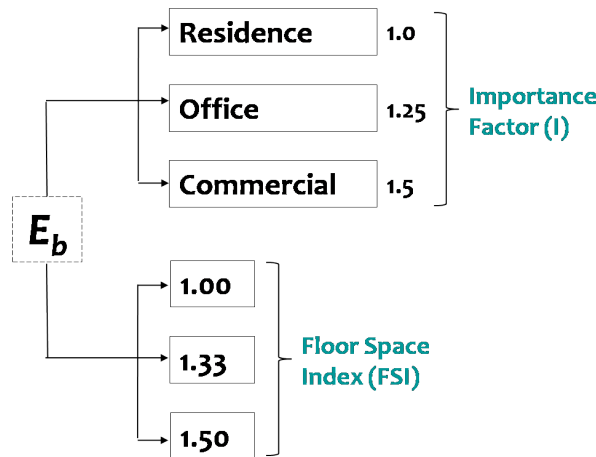 Residence 1.0
Office 1.25
Commercial 1.5
Importance
Factor (I)
E_b
1.00
1.33
1.50
Floor Space
Index (FSI)